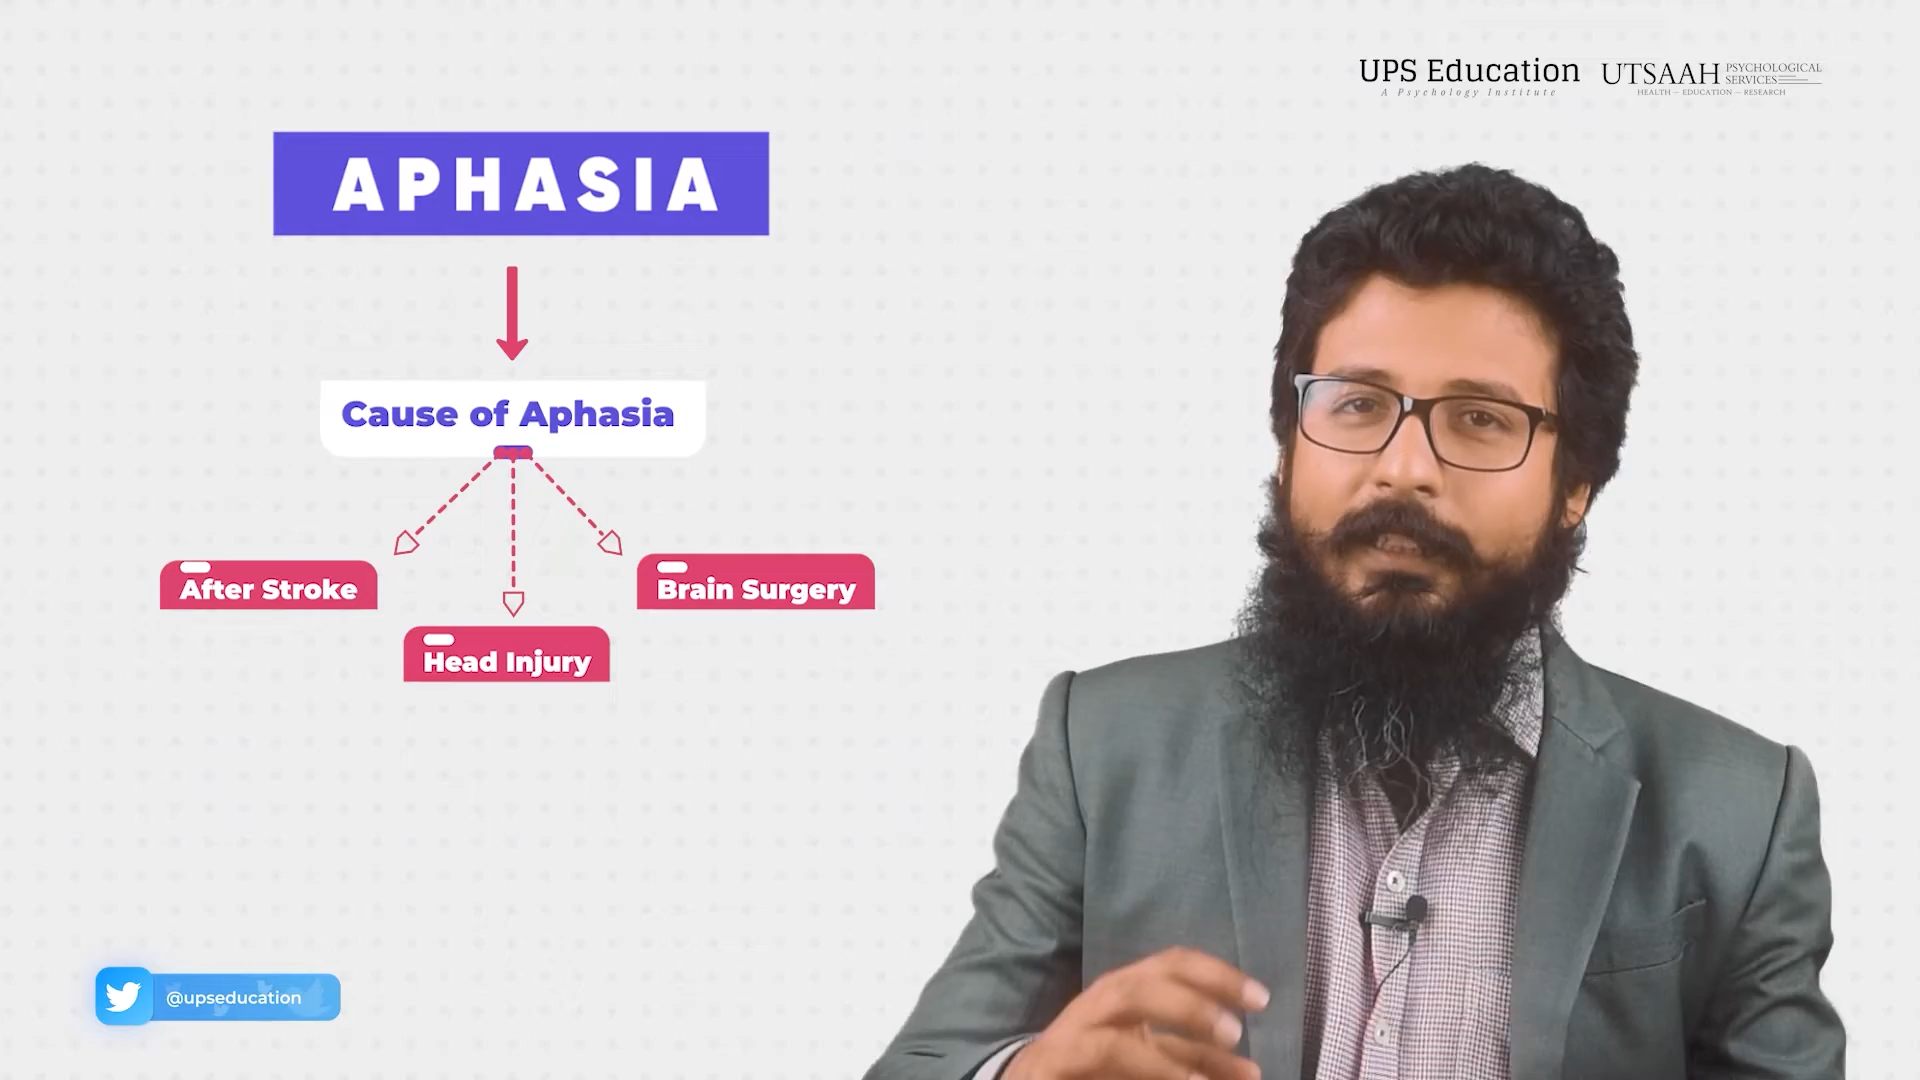 UPS Education
A Psychology Institute
UTSAAH PSYCHOLOGICAL SERVICES
HEALTH — EDUCATION — RESEARCH
APHASIA
Cause of Aphasia
After Stroke
Brain Surgery
Head Injury
@upseducation